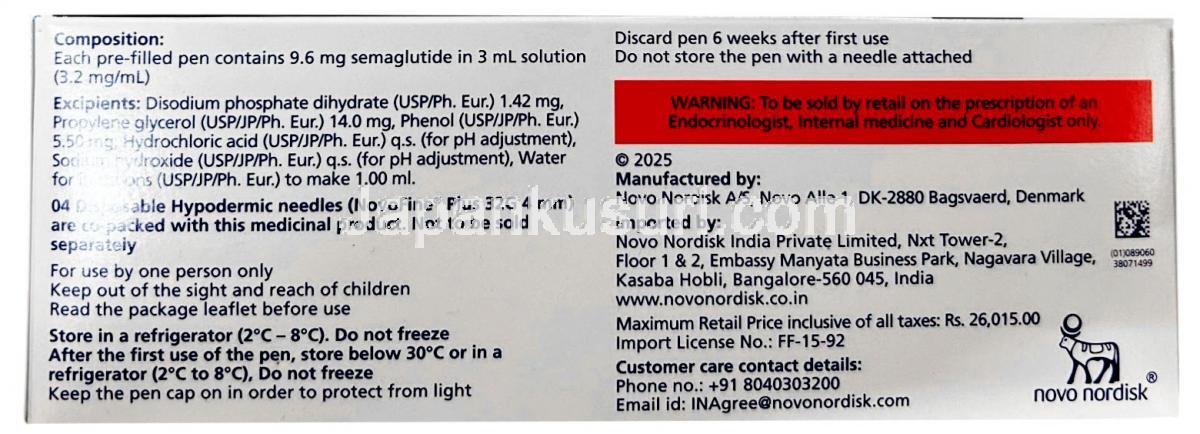 Composition:
Each pre-filled pen contains 9.6 mg semaglutide in 3 mL solution
(3.2 mg/mL)
Excipients: Disodium phosphate dihydrate (USP/Ph. Eur.) 1.42 mg,
Propylene glycerol (USP/JP/Ph. Eur.) 14.0 mg, Phenol (USP/JP/Ph. Eur.)
5.50 mg, Hydrochloric acid (USP/JP/Ph. Eur.) q.s. (for pH adjustment),
Sodium hydroxide (USP/JP/Ph. Eur.) q.s. (for pH adjustment), Water
for Injections (USP/JP/Ph. Eur.) to make 1.00 ml.
04 Disposable Hypodermic needles (NovoFine Plus 32G 4 mm)
are co-packed with this medicinal product. Not to be sold
separately
For use by one person only
Keep out of the sight and reach of children
Read the package leaflet before use
Store in a refrigerator (2°C – 8°C). Do not freeze
After the first use of the pen, store below 30°C or in a
refrigerator (2°C to 8°C), Do not freeze
Keep the pen cap on in order to protect from light
Discard pen 6 weeks after first use
Do not store the pen with a needle attached
WARNING: To be sold by retail on the prescription of an
Endocrinologist, Internal medicine and Cardiologist only.
© 2025
Manufactured by:
Novo Nordisk A/S, Novo Alle 1, DK-2880 Bagsvaerd, Denmark
Imported by:
Novo Nordisk India Private Limited, Nxt Tower-2,
Floor 1 & 2, Embassy Manyata Business Park, Nagavara Village,
Kasaba Hobli, Bangalore-560 045, India
www.novonordisk.co.in
(01)089060
38071499
Maximum Retail Price inclusive of all taxes: Rs. 26,015.00
Import License No.: FF-15-92
Customer care contact details:
Phone no.: +91 8040303200
Email id: INAgree@novonordisk.com
novo nordisk®